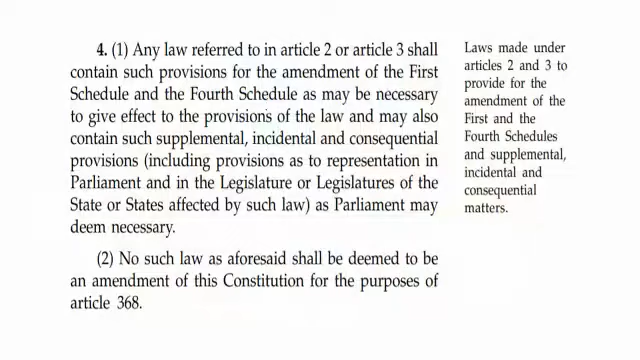 4. (1) Any law referred to in article 2 or article 3 shall
contain such provisions for the amendment of the First
Schedule and the Fourth Schedule as may be necessary
to give effect to the provisions of the law and may also
contain such supplemental, incidental and consequential
provisions (including provisions as to representation in
Parliament and in the Legislature or Legislatures of the
State or States affected by such law) as Parliament may
deem necessary.
(2) No such law as aforesaid shall be deemed to be
an amendment of this Constitution for the purposes of
article 368.
Laws made under
articles 2 and 3 to
provide for the
amendment of the
First and the
Fourth Schedules
and supplemental,
incidental and
consequential
matters.